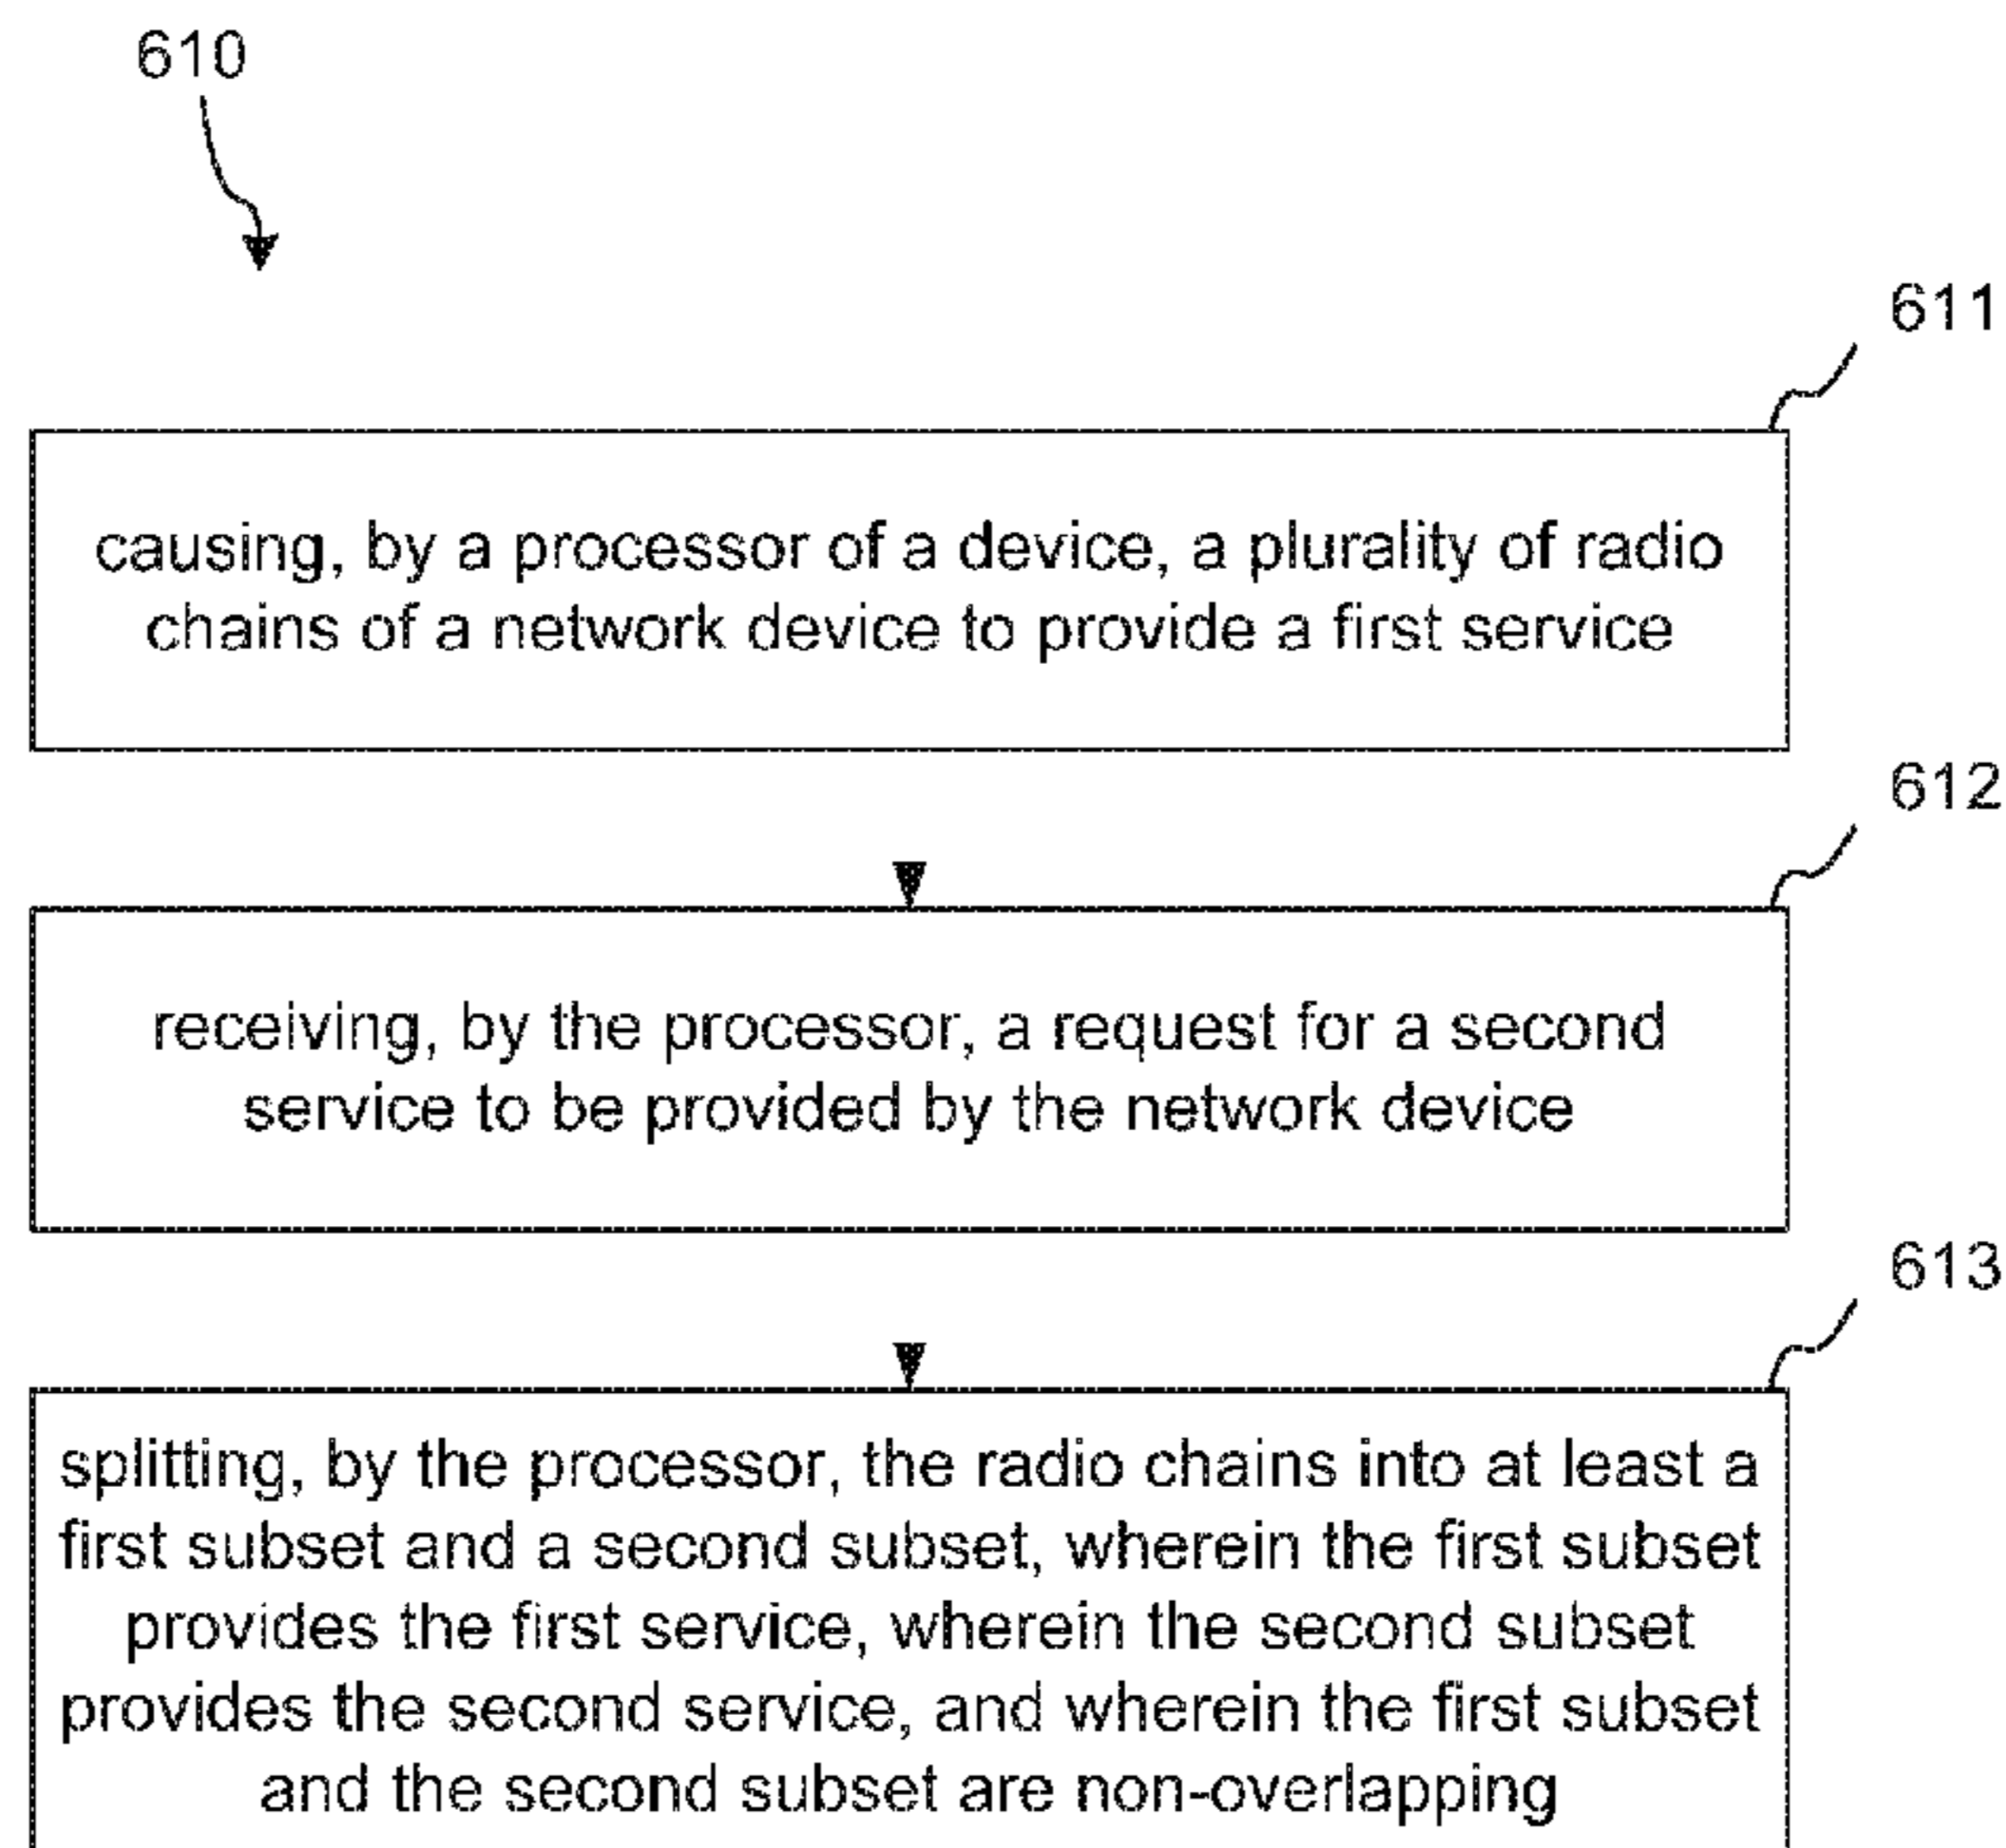 610
611
causing, by a processor of a device, a plurality of radio
chains of a network device to provide a first service
612
receiving, by the processor, a request for a second
service to be provided by the network device
613
splitting, by the processor, the radio chains into at least a
first subset and a second subset, wherein the first subset
provides the first service, wherein the second subset
provides the second service, and wherein the first subset
and the second subset are non-overlapping